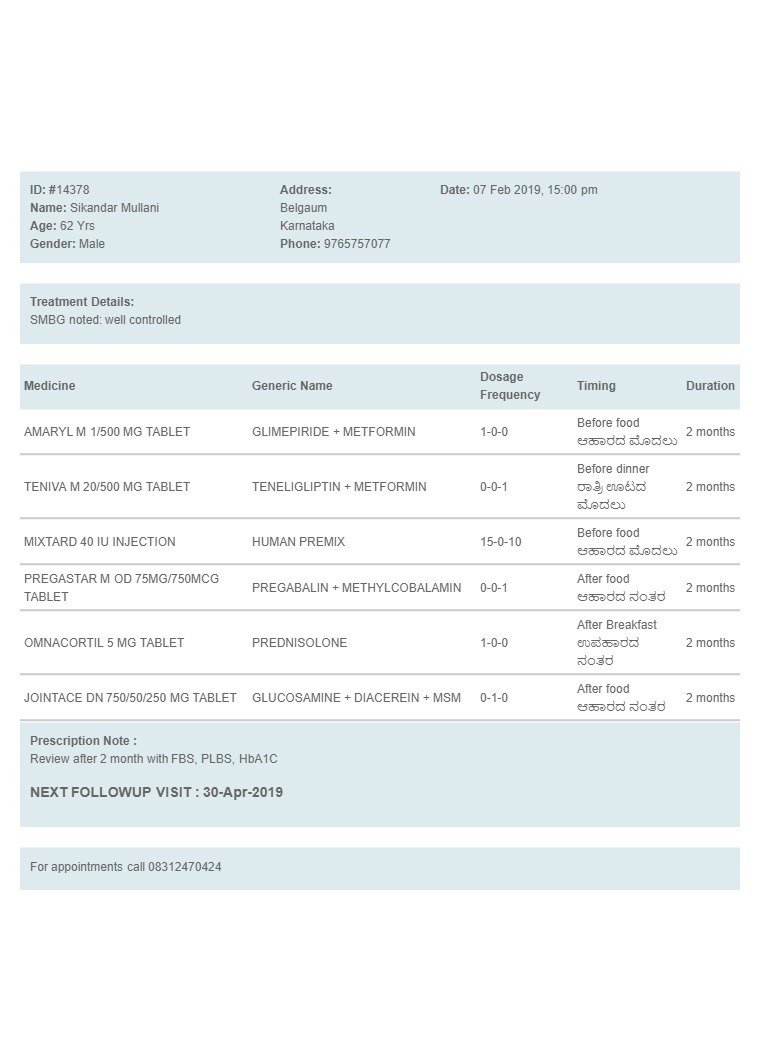 ID: #14378
Name: Sikandar Mullani
Age: 62 Yrs
Gender: Male
Address:
Belgaum
Karnataka
Phone: 9765757077
Date: 07 Feb 2019, 15:00 pm
Treatment Details:
SMBG noted: well controlled
Medicine Generic Name Dosage Frequency Timing Duration
AMARYL M 1/500 MG TABLET GLIMEPIRIDE + METFORMIN 1-0-0 Before food 2 months
ಆಹಾರದ ಮೊದಲು
TENIVA M 20/500 MG TABLET TENELIGLIPTIN + METFORMIN 0-0-1 Before dinner 2 months
ರಾತ್ರಿ ಊಟದ
ಮೊದಲು
MIXTARD 40 IU INJECTION HUMAN PREMIX 15-0-10 Before food 2 months
ಆಹಾರದ ಮೊದಲು
PREGASTAR M OD 75MG/750MCG
TABLET PREGABALIN + METHYLCOBALAMIN 0-0-1 After food 2 months
ಆಹಾರದ ನಂತರ
OMNACORTIL 5 MG TABLET PREDNISOLONE 1-0-0 After Breakfast 2 months
ಉಪಹಾರದ
ನಂತರ
JOINTACE DN 750/50/250 MG TABLET GLUCOSAMINE + DIACEREIN + MSM 0-1-0 After food 2 months
ಆಹಾರದ ನಂತರ
Prescription Note :
Review after 2 month with FBS, PLBS, HbA1C
NEXT FOLLOWUP VISIT : 30-Apr-2019
For appointments call 08312470424